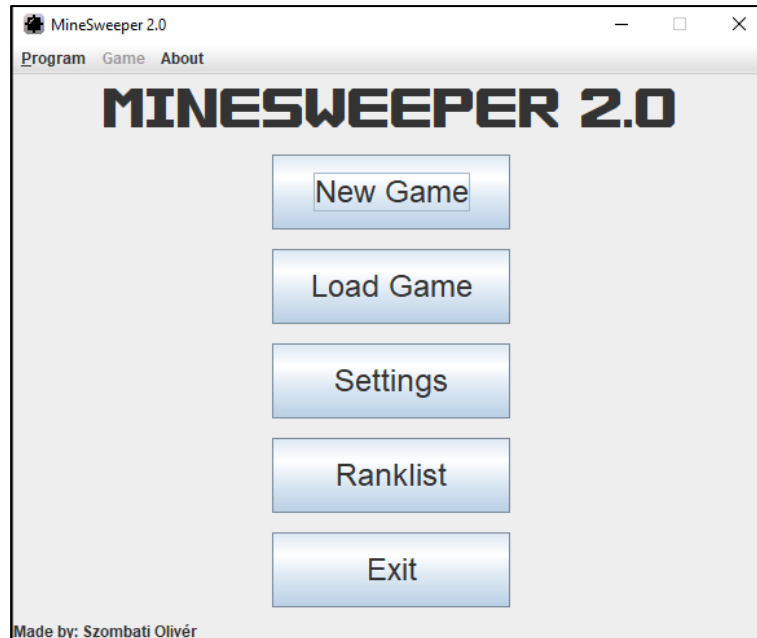 MineSweeper 2.0
Program Game About
MINESWEEPER 2.0
New Game
Load Game
Settings
Ranklist
Exit
Made by: Szombati Olivér